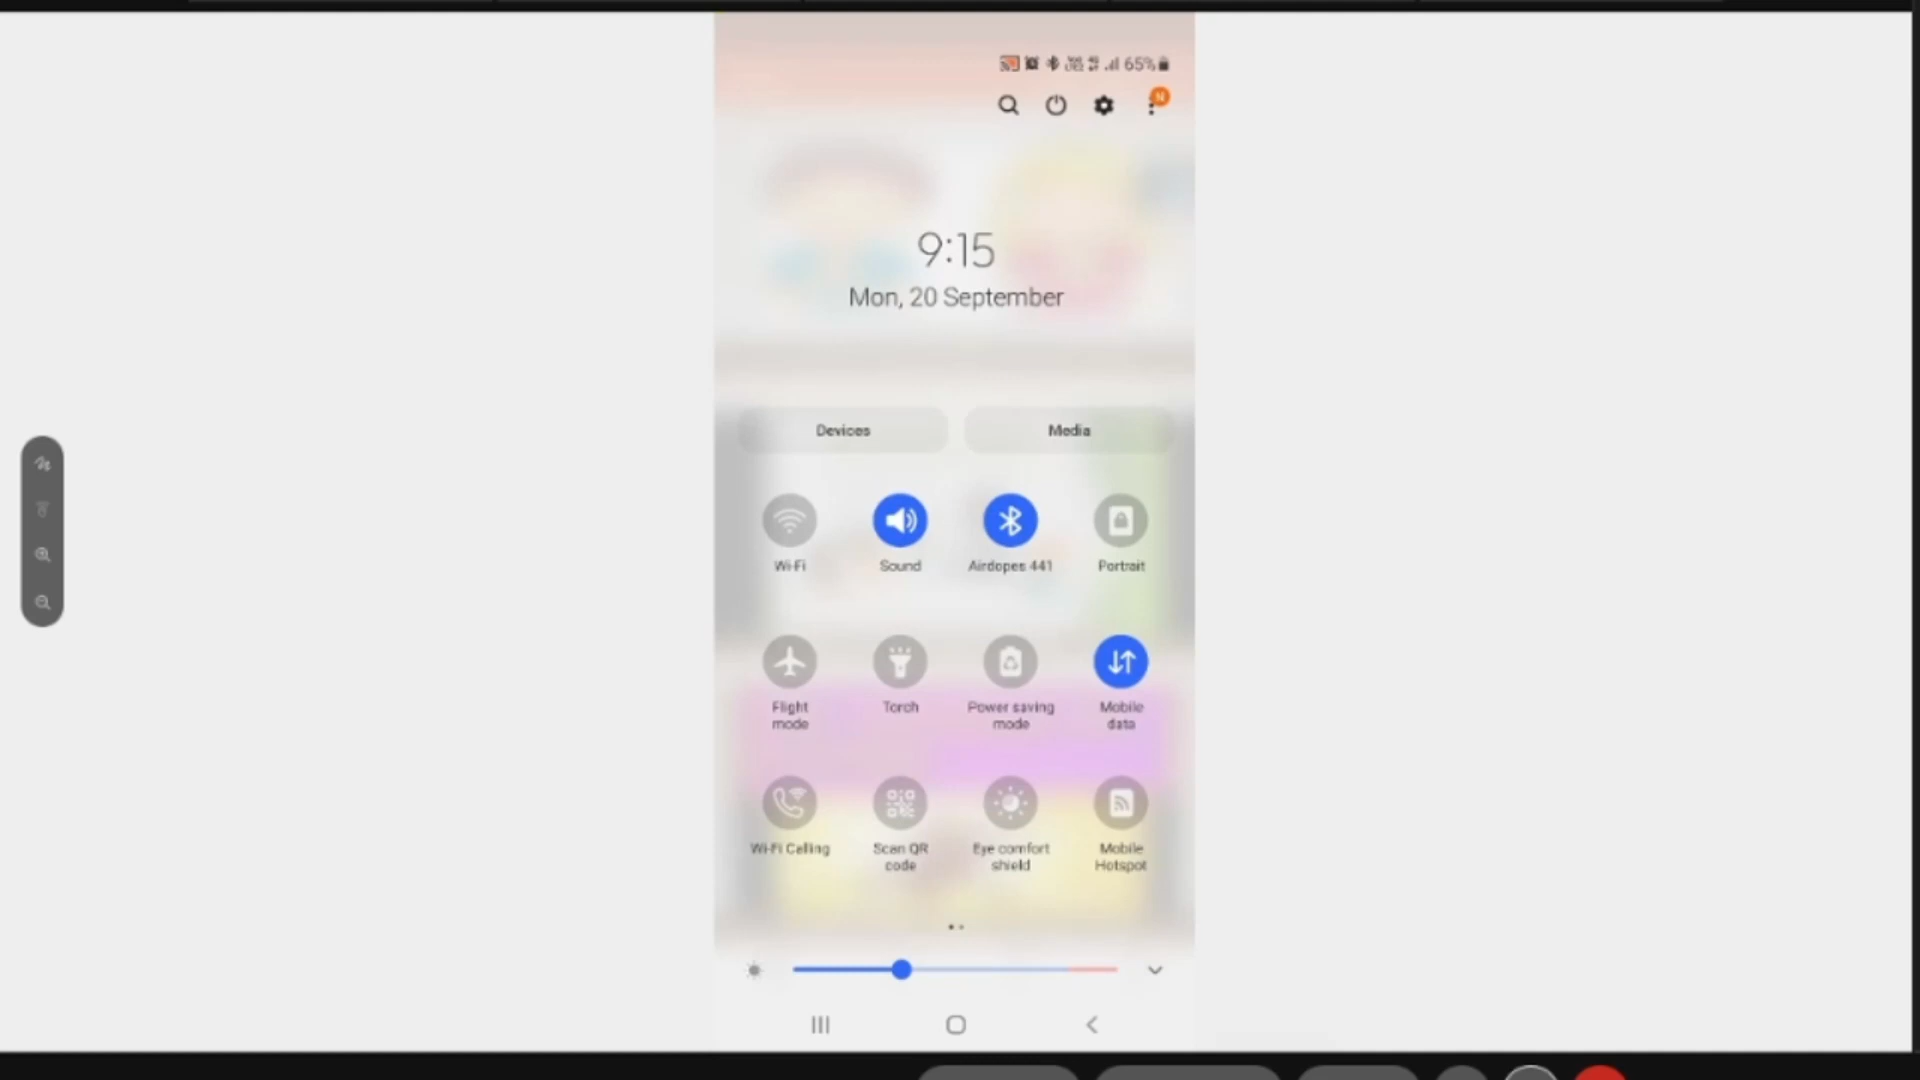 65%
N
9:15
Mon, 20 September
Devices Media
Wi-Fi Sound Airdopes 441 Portrait
Flight Torch Power saving Mobile
mode mode data
Wi-Fi Calling Scan QR Eye comfort Mobile
code shield Hotspot